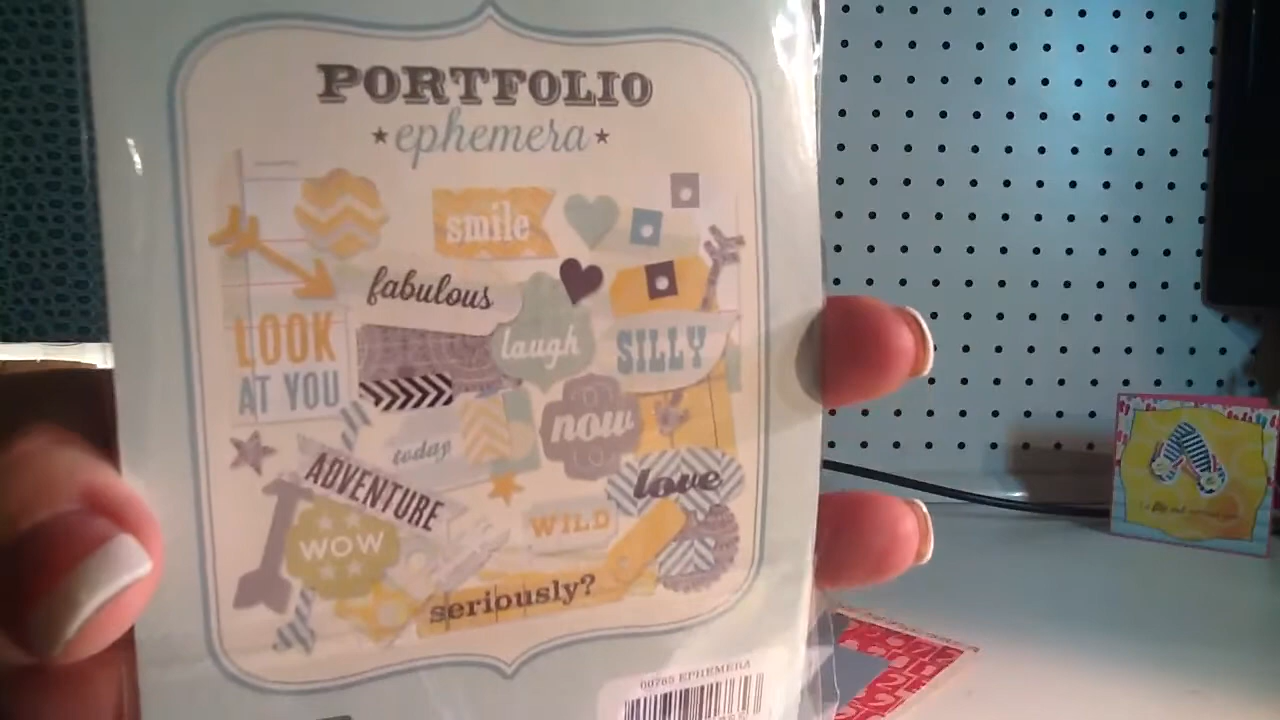 PORTFOLIO
ephemera
smile
fabulous
LOOK
AT YOU
laugh
SILLY
now
today
ADVENTURE
love
WILD
WOW
seriously?
00765 EPHEMERA